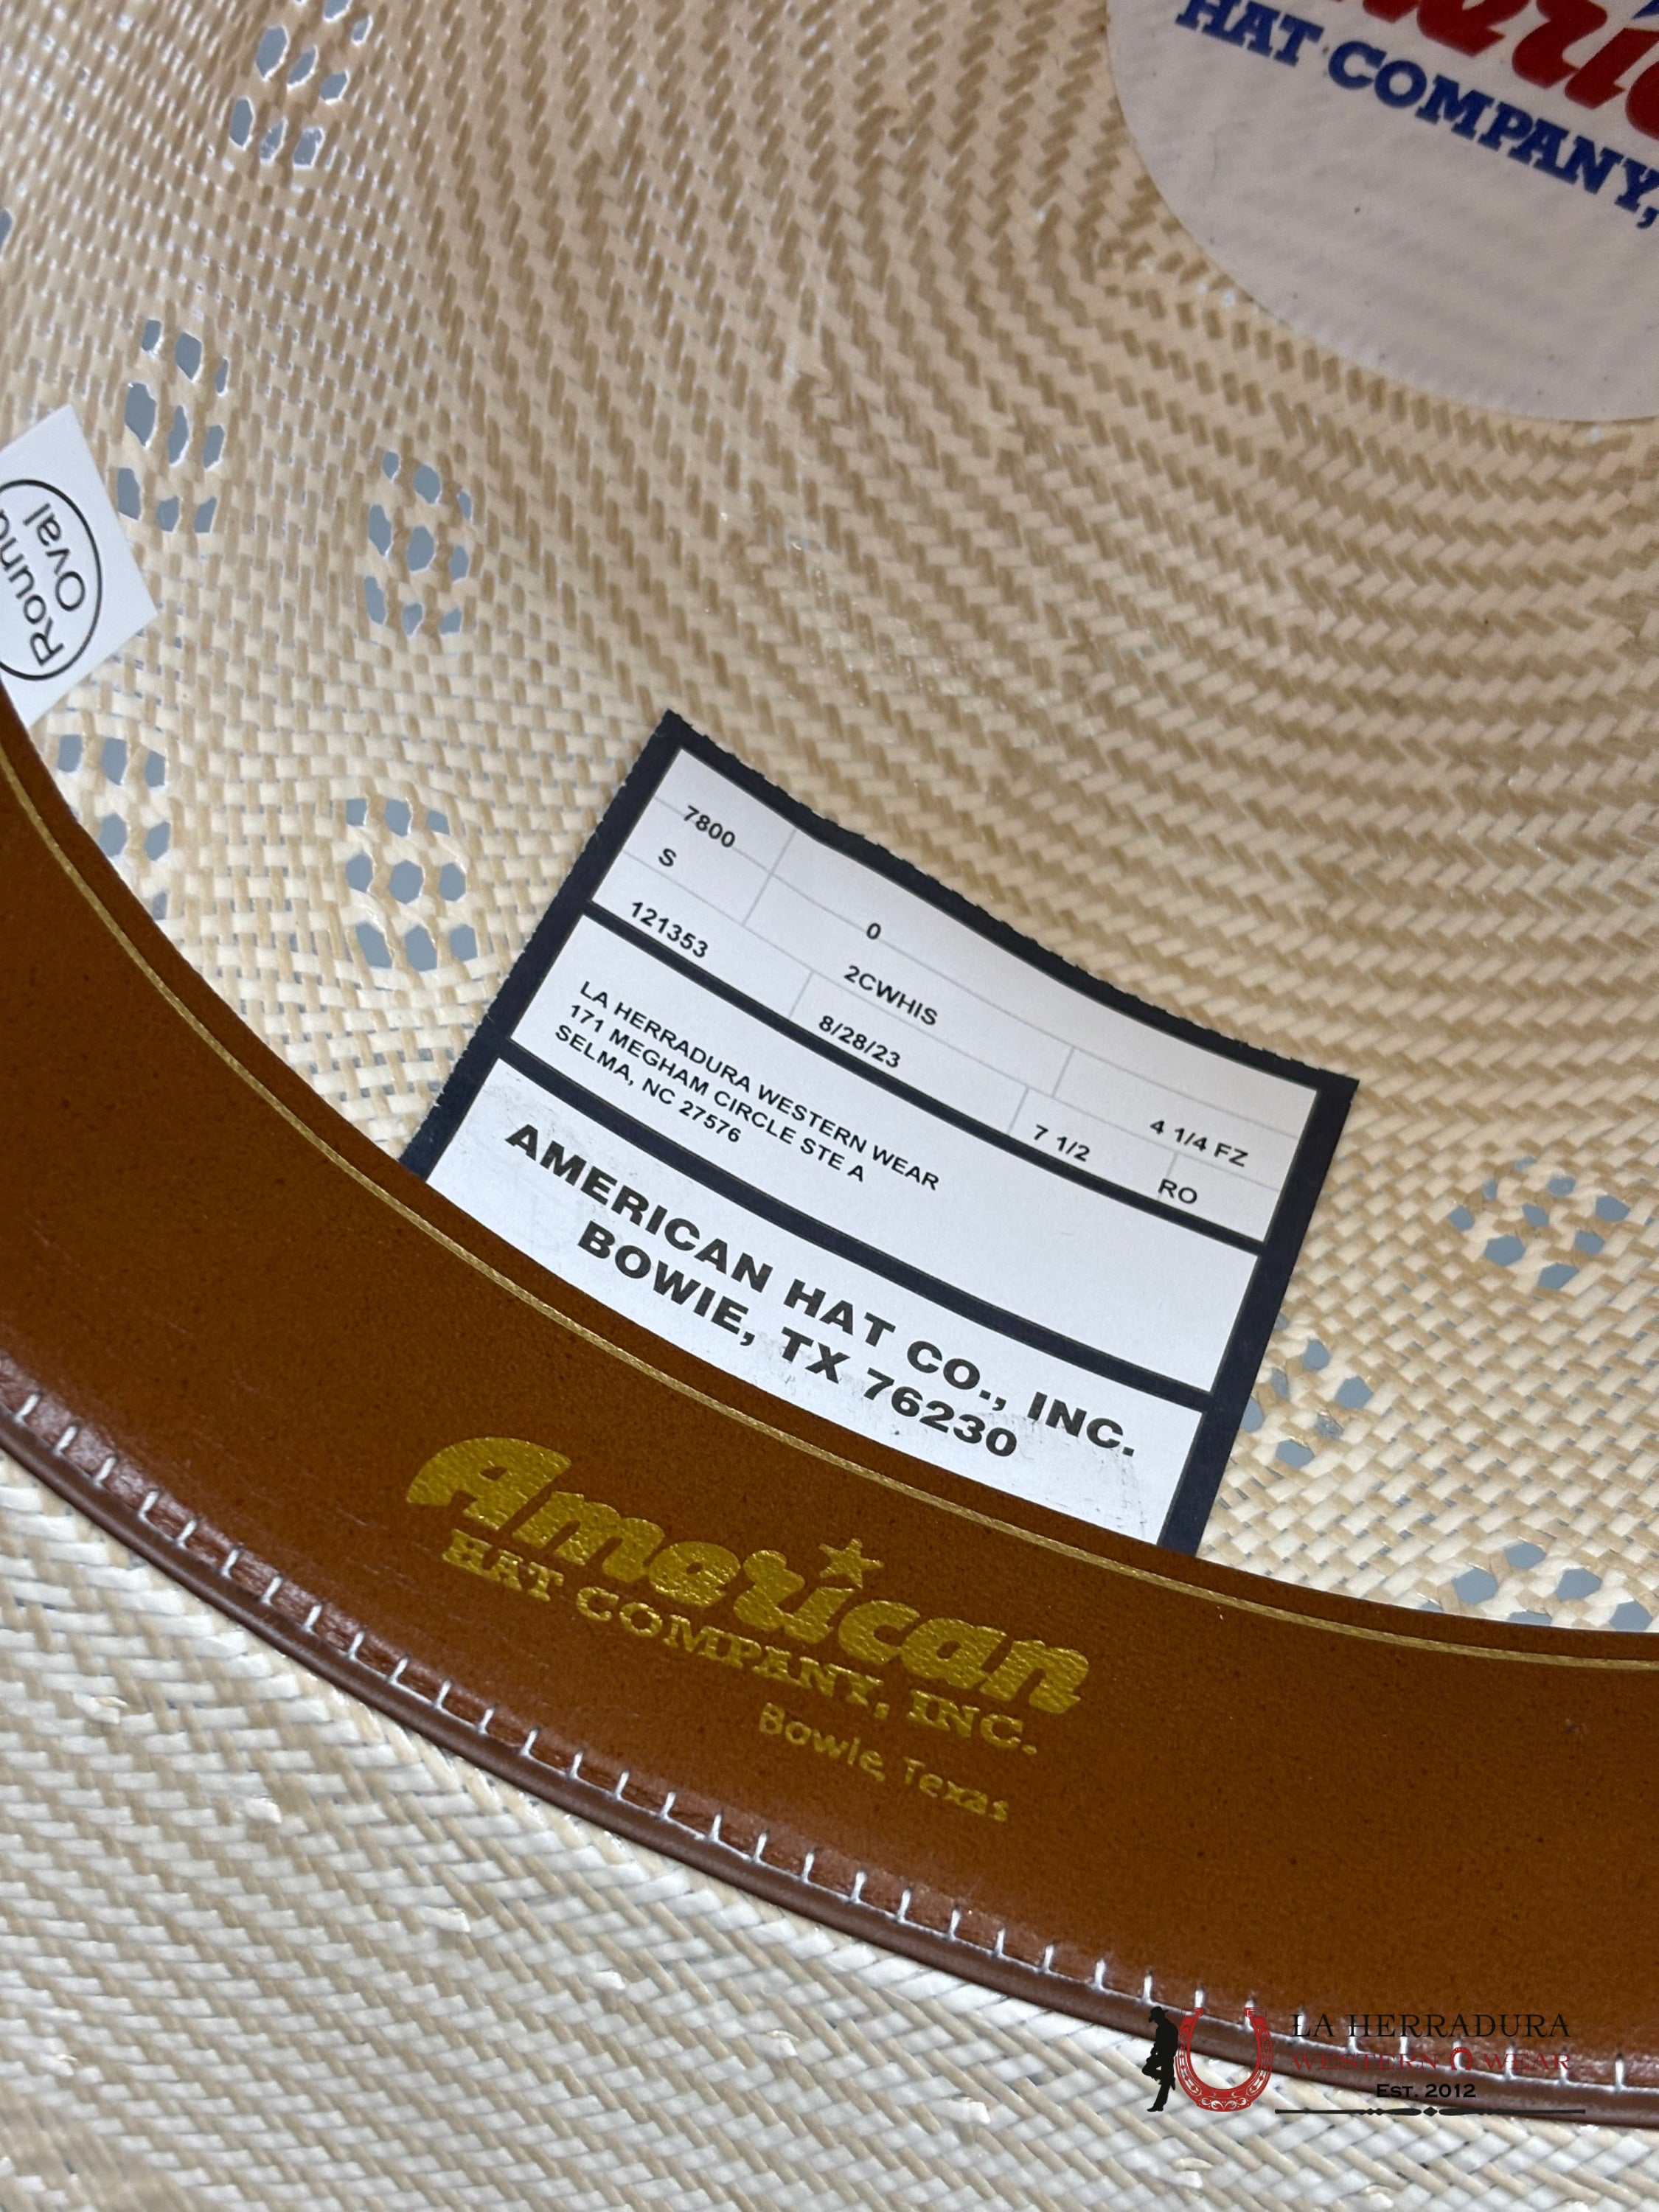 HAT COMPANY,
Round
Oval
7800
S 0
121353 2CWHIS 4 1/4 FZ
8/28/23 7 1/2 RO
LA HERRADURA WESTERN WEAR
171 MEGHAM CIRCLE STE A
SELMA, NC 27576
AMERICAN HAT CO., INC.
BOWIE, TX 76230
American
HAT COMPANY, INC.
Bowie, Texas
LA HERRADURA
WESTERN WEAR
EST. 2012